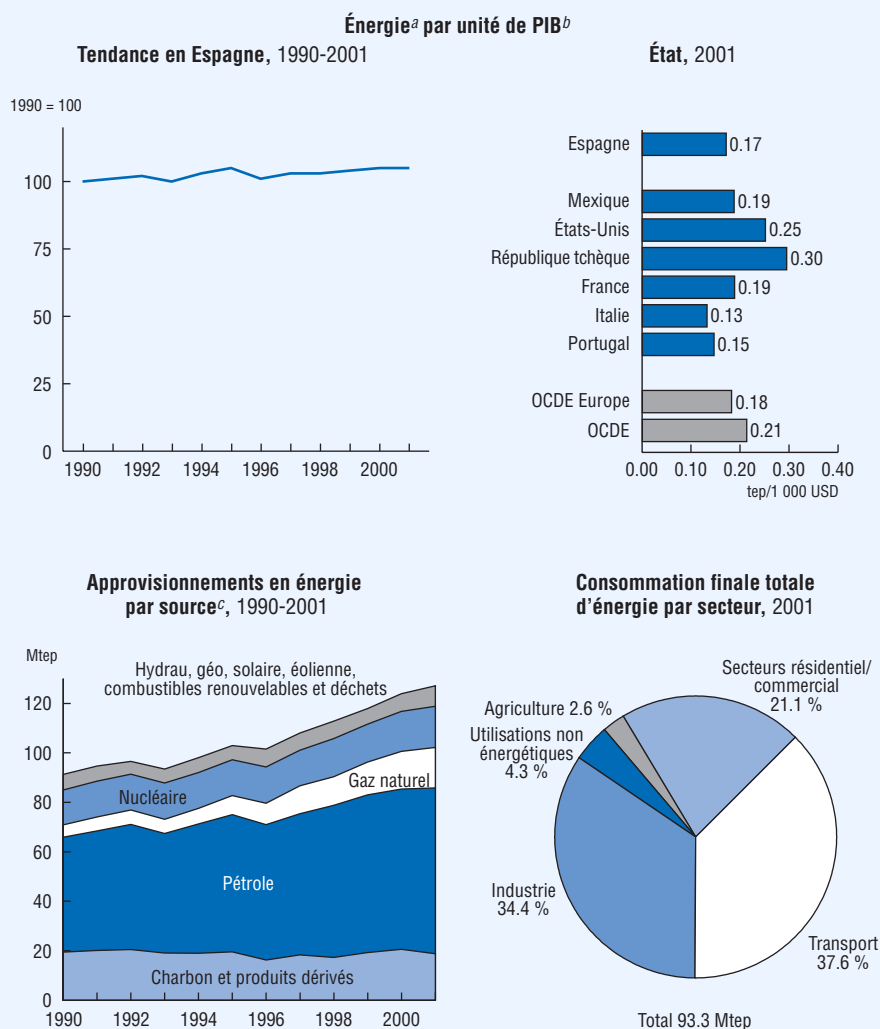 Énergieᵃ par unité de PIBᵇ
Tendance en Espagne, 1990-2001
1990 = 100
100
75
50
25
0
1990 1992 1994 1996 1998 2000
État, 2001
Espagne 0.17
Mexique 0.19
États-Unis 0.25
République tchèque 0.30
France 0.19
Italie 0.13
Portugal 0.15
OCDE Europe 0.18
OCDE 0.21
0.00 0.10 0.20 0.30 0.40
tep/1 000 USD
Approvisionnements en énergie
par sourceᶜ, 1990-2001
Mtep
120
100
80
60
40
20
0
Hydrau, géo, solaire, éolienne,
combustibles renouvelables et déchets
Nucléaire
Gaz naturel
Pétrole
Charbon et produits dérivés
1990 1992 1994 1996 1998 2000
Consommation finale totale
d'énergie par secteur, 2001
Secteurs résidentiel/
commercial
21.1 %
Agriculture 2.6 %
Utilisations non
énergétiques
4.3 %
Industrie
34.4 %
Transport
37.6 %
Total 93.3 Mtep